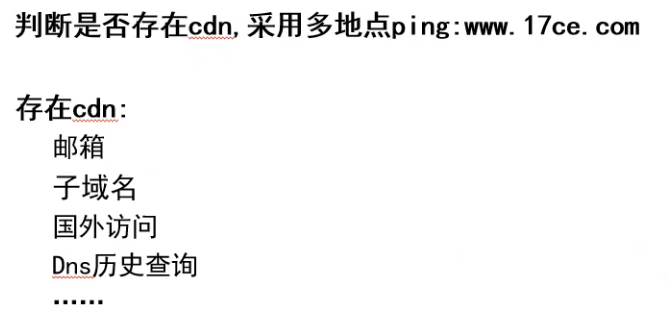 判断是否存在cdn,采用多地点ping:www.17ce.com
存在cdn:
邮箱
子域名
国外访问
Dns历史查询
……